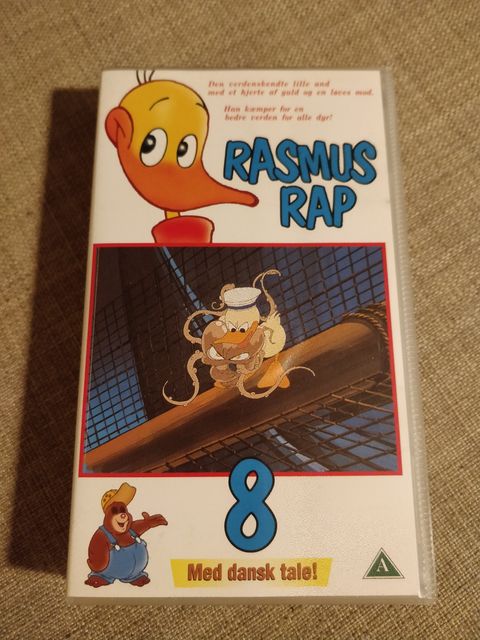 Den verdenskendte lille and
med et hjerte af guld og en løves mod.
Han kæmper for en
bedre verden for alle dyr!
RASMUS
RAP
8
Med dansk tale!
A